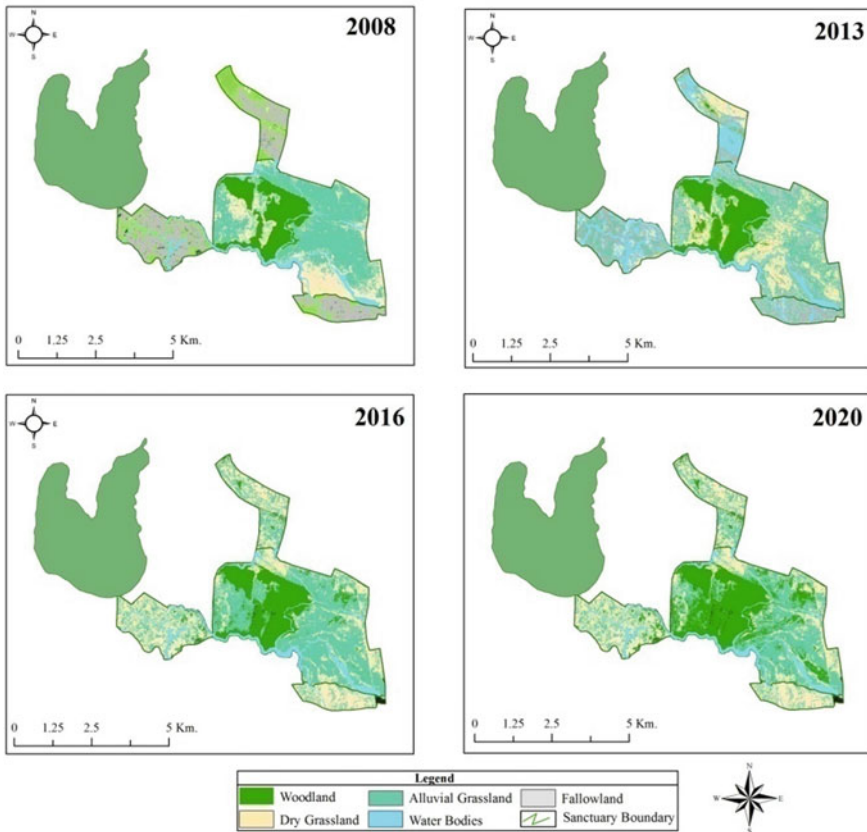 N
W E
S
2008
0 1.25 2.5 5 Km.
N
W E
S
2013
0 1.25 2.5 5 Km.
N
W E
S
2016
0 1.25 2.5 5 Km.
N
W E
S
2020
0 1.25 2.5 5 Km.
Legend
Woodland Alluvial Grassland Fallowland
Dry Grassland Water Bodies Sanctuary Boundary
N
W E
S